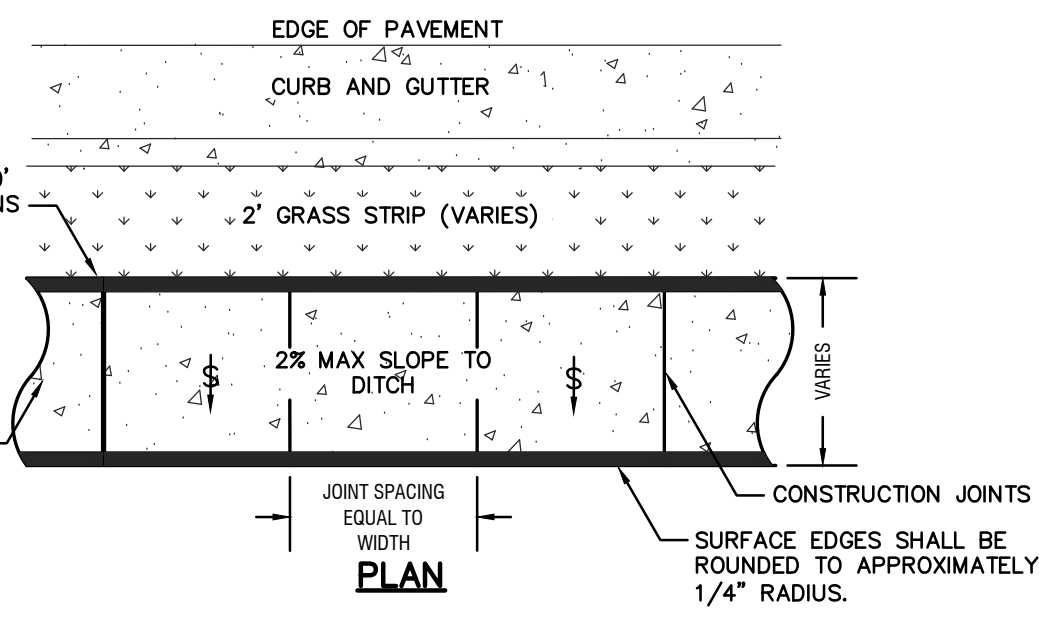 EDGE OF PAVEMENT
CURB AND GUTTER
2' GRASS STRIP (VARIES)
S
2% MAX SLOPE TO
DITCH
S
VARIES
JOINT SPACING
EQUAL TO
WIDTH
CONSTRUCTION JOINTS
SURFACE EDGES SHALL BE
ROUNDED TO APPROXIMATELY
1/4" RADIUS.
PLAN